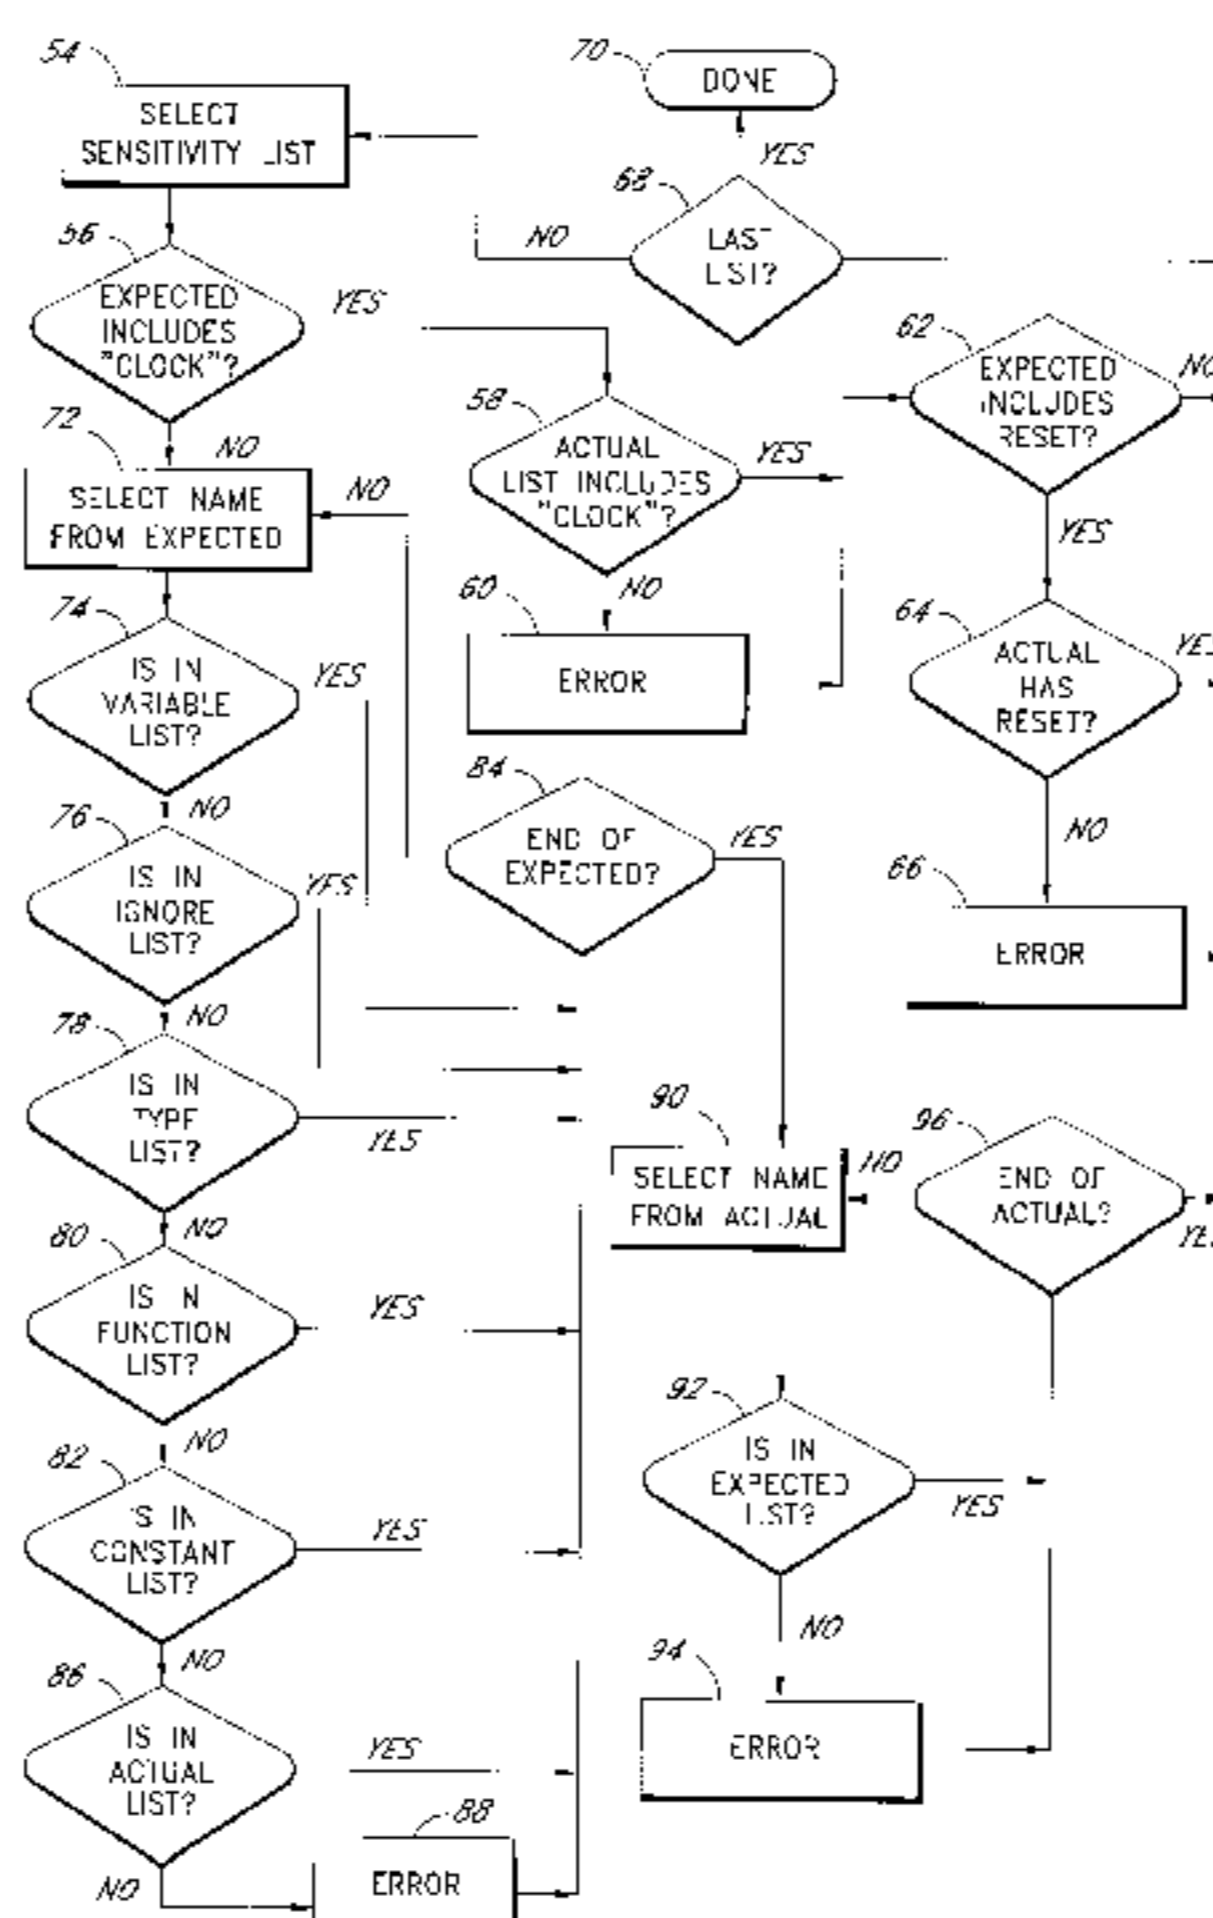 54
SELECT
SENSITIVITY LIST
70
DONE
YES
68
LAST
LIST?
NO
56
EXPECTED
INCLUDES
"CLOCK"?
YES
NO
62
EXPECTED
INCLUDES
RESET?
NO
YES
58
ACTUAL
LIST INCLUDES
"CLOCK"?
YES
NO
72
SELECT NAME
FROM EXPECTED
NO
60
ERROR
64
ACTUAL
HAS
RESET?
YES
NO
74
IS IN
VARIABLE
LIST?
YES
NO
84
END OF
EXPECTED?
YES
66
ERROR
76
IS IN
IGNORE
LIST?
YES
NO
78
IS IN
TYPE
LIST?
YES
NO
90
SELECT NAME
FROM ACTUAL
NO
96
END OF
ACTUAL?
YES
80
IS IN
FUNCTION
LIST?
YES
NO
92
IS IN
EXPECTED
LIST?
YES
NO
82
IS IN
CONSTANT
LIST?
YES
NO
94
ERROR
86
IS IN
ACTUAL
LIST?
YES
NO
88
ERROR